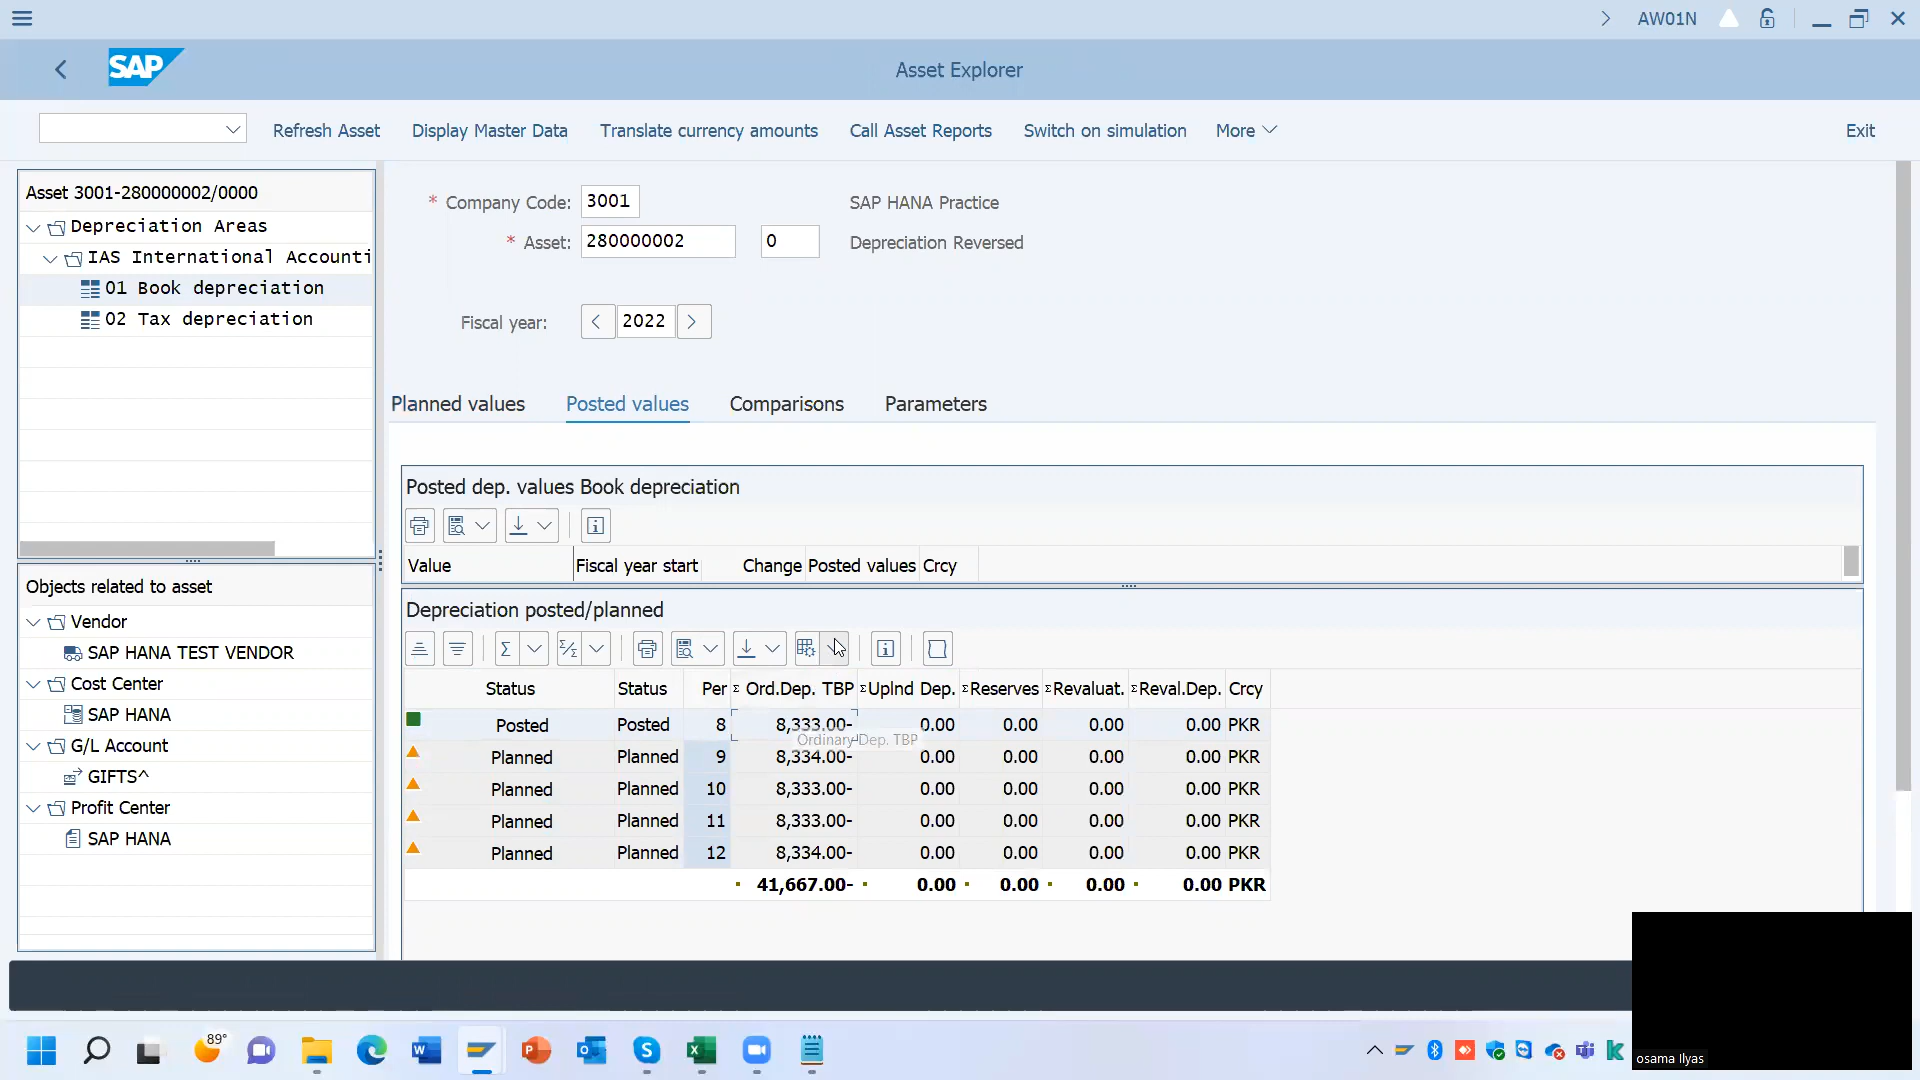 AW01N
SAP
Asset Explorer
Refresh Asset
Display Master Data
Translate currency amounts
Call Asset Reports
Switch on simulation
More
Exit
Asset 3001-280000002/0000
Depreciation Areas
IAS International Accounti
01 Book depreciation
02 Tax depreciation
* Company Code: 3001 SAP HANA Practice
* Asset: 280000002 0 Depreciation Reversed
Fiscal year: 2022
Planned values Posted values Comparisons Parameters
Posted dep. values Book depreciation
Value Fiscal year start Change Posted values Crcy
Objects related to asset
Vendor
SAP HANA TEST VENDOR
Cost Center
SAP HANA
G/L Account
GIFTS^
Profit Center
SAP HANA
Depreciation posted/planned
Status Status Per Σ Ord.Dep. TBP Σ Uplnd Dep. Σ Reserves Σ Revaluat. Σ Reval.Dep. Crcy
Posted Posted 8 8,333.00- 0.00 0.00 0.00 0.00 PKR
Ordinary Dep. TBP
Planned Planned 9 8,334.00- 0.00 0.00 0.00 0.00 PKR
Planned Planned 10 8,333.00- 0.00 0.00 0.00 0.00 PKR
Planned Planned 11 8,333.00- 0.00 0.00 0.00 0.00 PKR
Planned Planned 12 8,334.00- 0.00 0.00 0.00 0.00 PKR
41,667.00- 0.00 0.00 0.00 0.00 PKR
89°
osama Ilyas